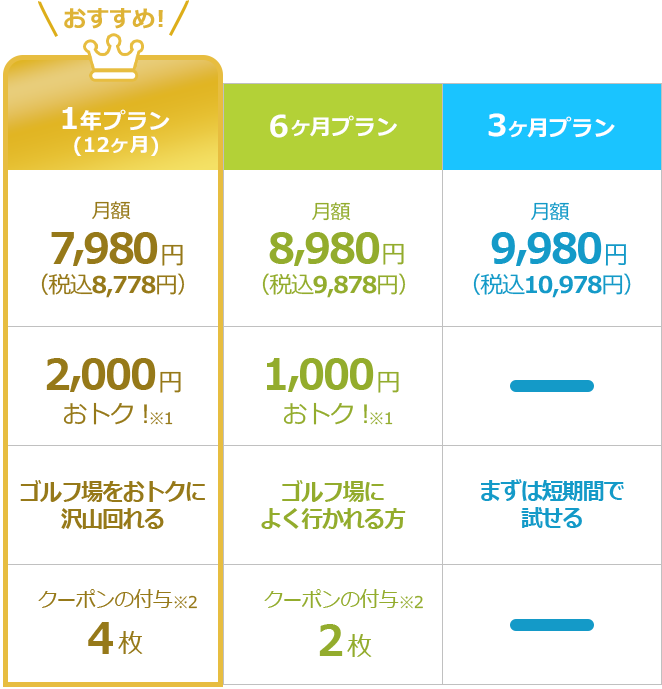 おすすめ!
1年プラン
(12ヶ月)
6ヶ月プラン
3ヶ月プラン
月額
7,980円
(税込8,778円)
月額
8,980円
(税込9,878円)
月額
9,980円
(税込10,978円)
2,000円
おトク!※1
1,000円
おトク!※1
ゴルフ場をおトクに
沢山回れる
ゴルフ場に
よく行かれる方
まずは短期間で
試せる
クーポンの付与※2
4枚
クーポンの付与※2
2枚